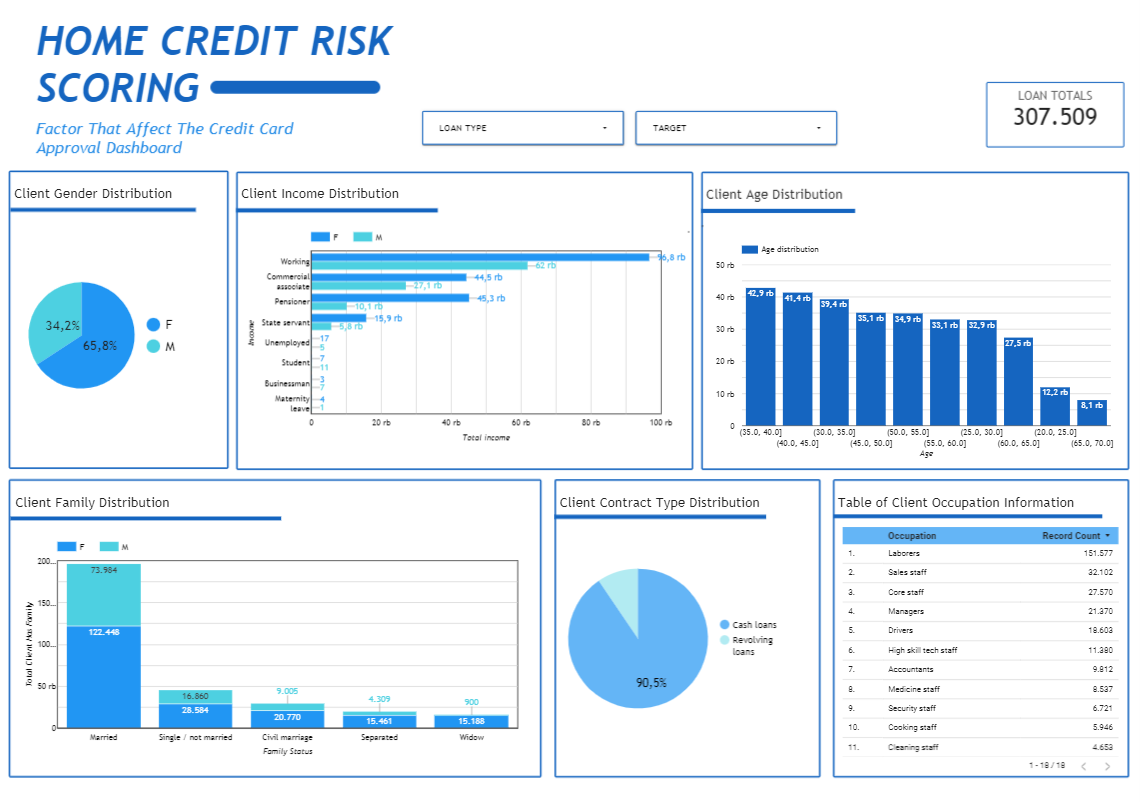 HOME CREDIT RISK
SCORING
Factor That Affect The Credit Card
Approval Dashboard
LOAN TYPE
TARGET
LOAN TOTALS
307.509
Client Gender Distribution
34,2%
65,8%
F
M
Client Income Distribution
F
M
Income
Working
Commercial
associate
Pensioner
State servant
Unemployed
Student
Businessman
Maternity
leave
96,8 rb
62 rb
44,5 rb
27,1 rb
45,3 rb
10,1 rb
15,9 rb
5,8 rb
17
5
7
11
3
7
4
1
0
20 rb
40 rb
60 rb
80 rb
100 rb
Total income
Client Age Distribution
Age distribution
50 rb
40 rb
30 rb
20 rb
10 rb
0
42,9 rb
41,4 rb
39,4 rb
35,1 rb
34,9 rb
33,1 rb
32,9 rb
27,5 rb
12,2 rb
8,1 rb
(35.0, 40.0]
(40.0, 45.0]
(30.0, 35.0]
(45.0, 50.0]
(50.0, 55.0]
(55.0, 60.0]
(25.0, 30.0]
(60.0, 65.0]
(20.0, 25.0]
(65.0, 70.0]
Age
Client Family Distribution
F
M
Total Client Has Family
200...
150...
100...
50 rb
0
73.984
122.448
16.860
28.584
9.005
20.770
4.309
15.461
900
15.188
Married
Single / not married
Civil marriage
Separated
Widow
Family Status
Client Contract Type Distribution
90,5%
Cash loans
Revolving
loans
Table of Client Occupation Information
Occupation Record Count
1. Laborers 151.577
2. Sales staff 32.102
3. Core staff 27.570
4. Managers 21.370
5. Drivers 18.603
6. High skill tech staff 11.380
7. Accountants 9.812
8. Medicine staff 8.537
9. Security staff 6.721
10. Cooking staff 5.946
11. Cleaning staff 4.653
1 - 18 / 18